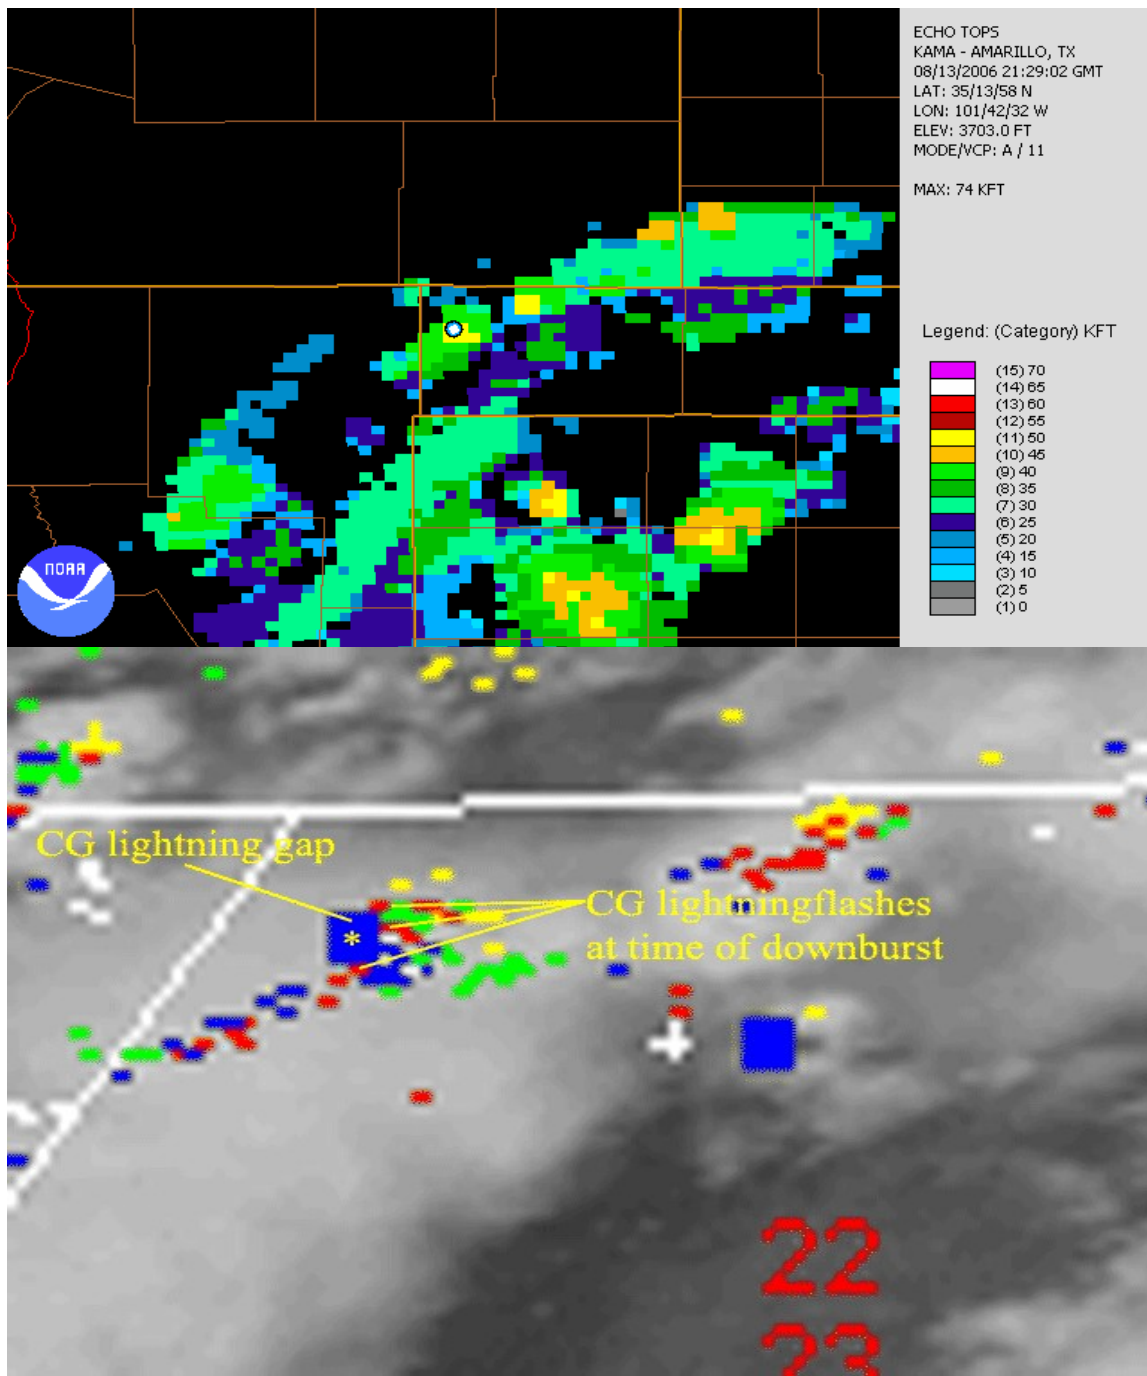 ECHO TOPS
KAMA - AMARILLO, TX
08/13/2006 21:29:02 GMT
LAT: 35/13/58 N
LON: 101/42/32 W
ELEV: 3703.0 FT
MODE/VCP: A / 11
MAX: 74 KFT
Legend: (Category) KFT
(15) 70
(14) 65
(13) 60
(12) 55
(11) 50
(10) 45
(9) 40
(8) 35
(7) 30
(6) 25
(5) 20
(4) 15
(3) 10
(2) 5
(1) 0
NOAA
CG lightning gap
*
CG lightningflashes
at time of downburst
22
23